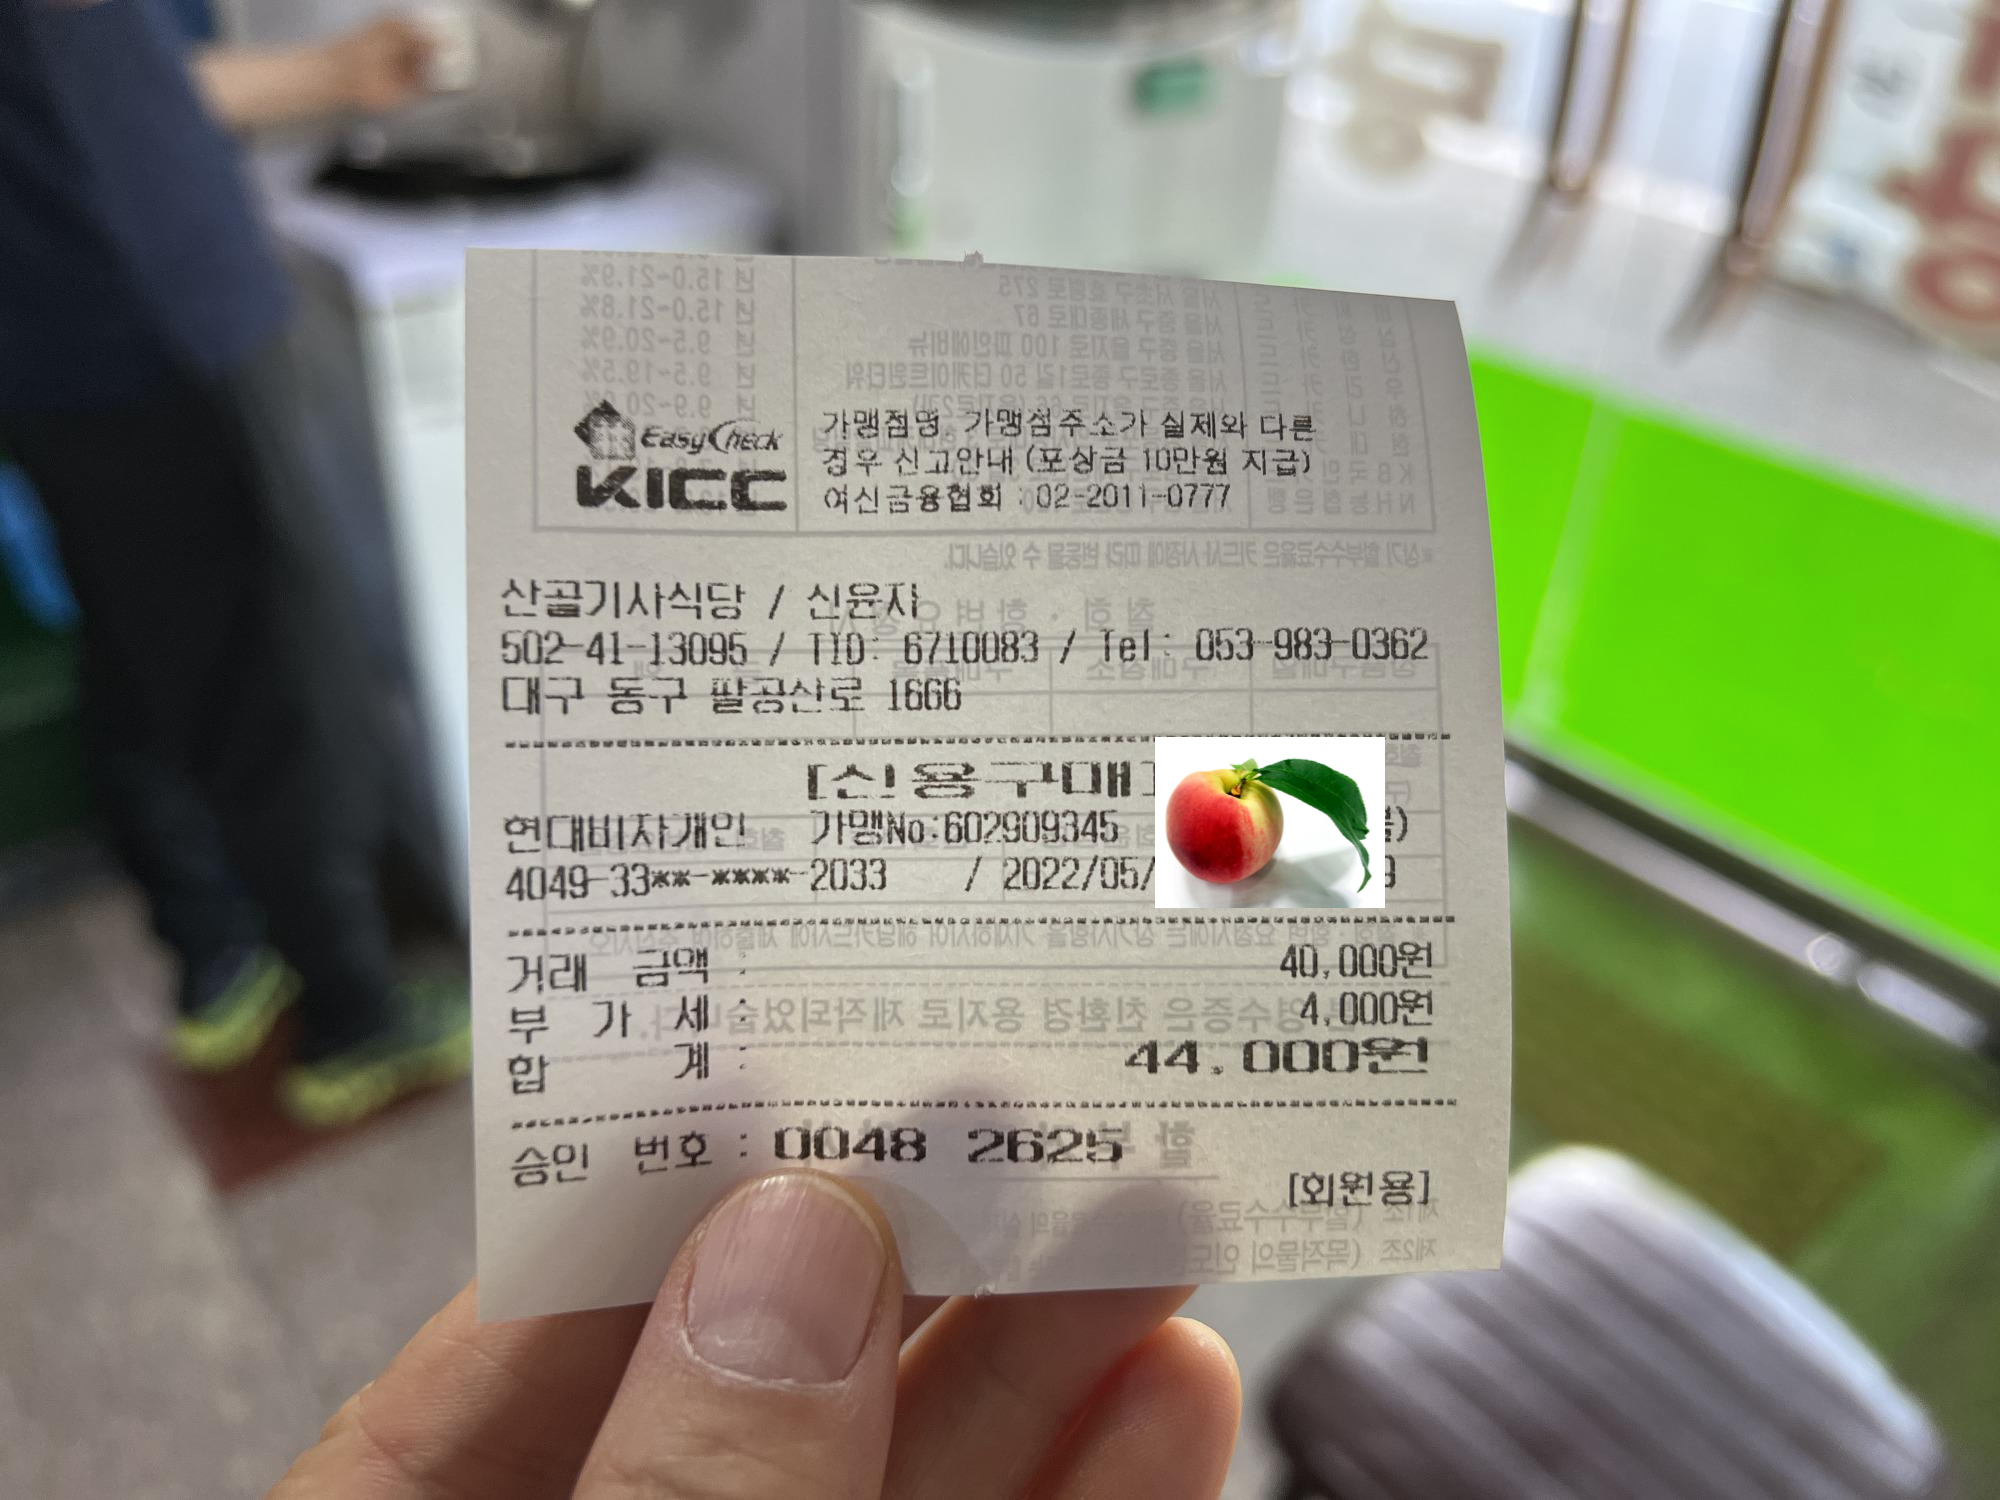 EasyCheck
KICC
가맹점명, 가맹점주소가 실제와 다른
경우 신고안내 (포상금 10만원 지급)
여신금융협회 : 02-2011-0777
산골기사식당 / 신윤자
502-41-13095 / TID: 6710083 / Tel: 053-983-0362
대구 동구 팔공산로 1666
[신용구매]
현대비자개인 가맹No:602909345
4049-33**-****-2033 / 2022/05/
거래 금액 : 40,000원
부 가 세 : 4,000원
합 계 : 44,000원
승인 번호 : 0048 2625
[회원용]